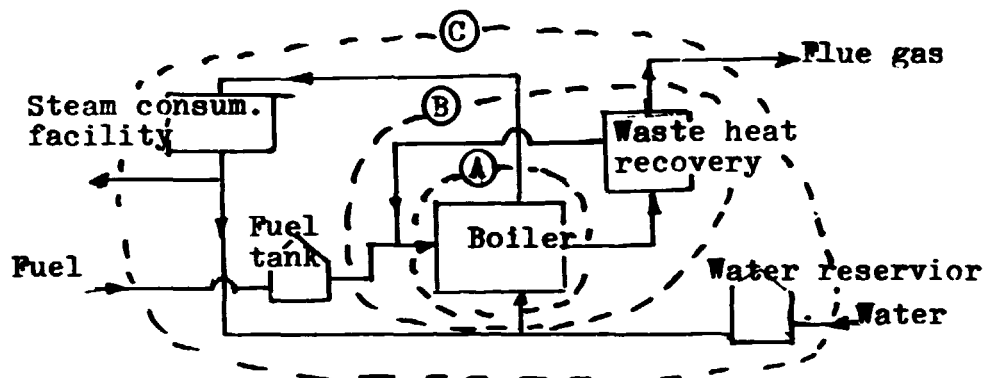 C
Flue gas
Steam consum.
facility
B
Waste heat
recovery
A
Fuel
tank
Boiler
Fuel
Water reservior
Water